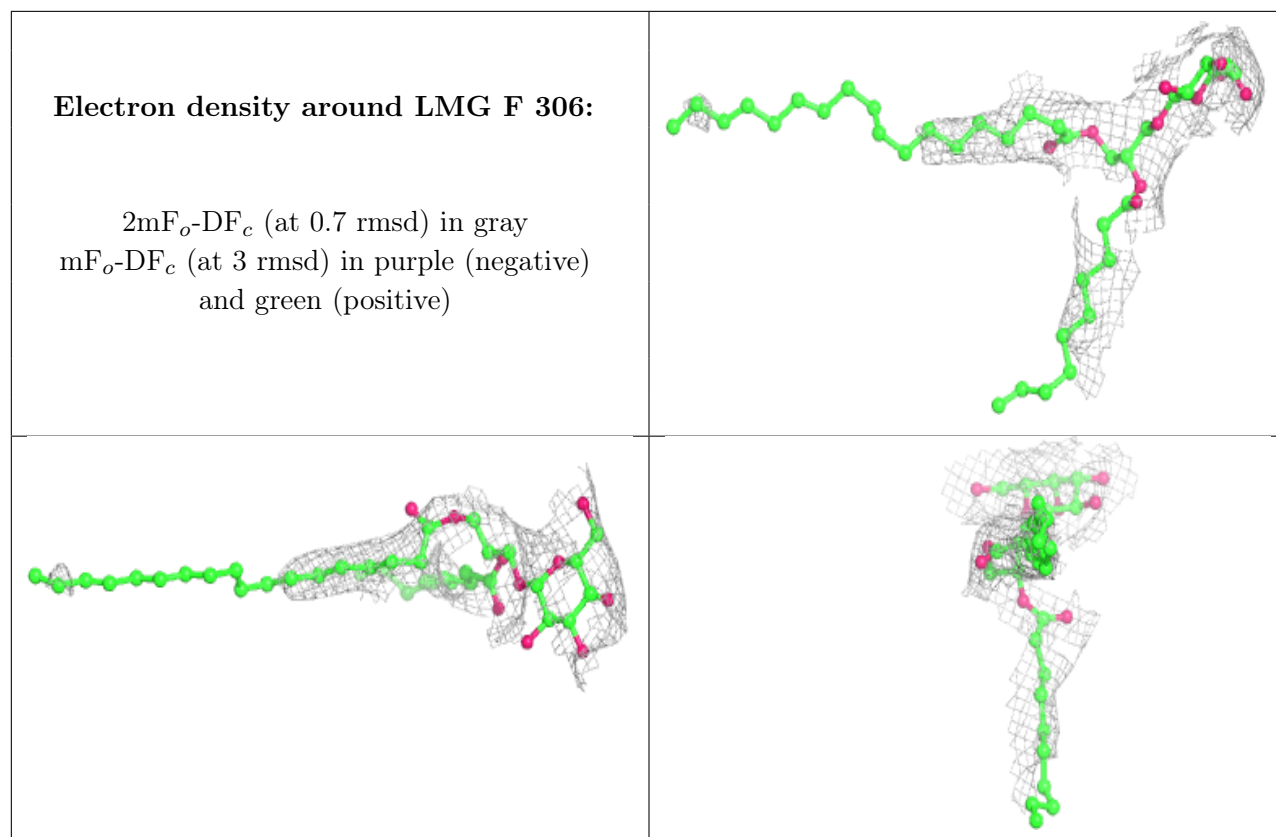 Electron density around LMG F 306:
2mFo-DFc (at 0.7 rmsd) in gray
mFo-DFc (at 3 rmsd) in purple (negative)
and green (positive)